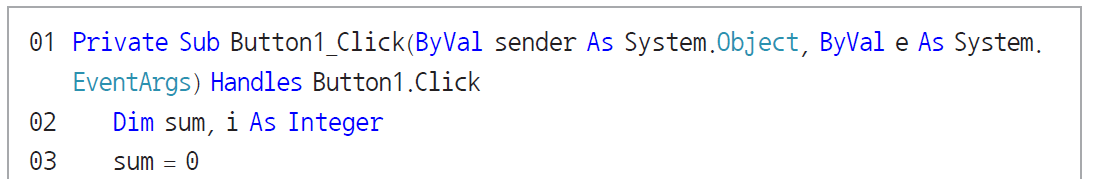 01 Private Sub Button1_Click(ByVal sender As System.Object, ByVal e As System.
EventArgs) Handles Button1.Click
02 Dim sum, i As Integer
03 sum = 0